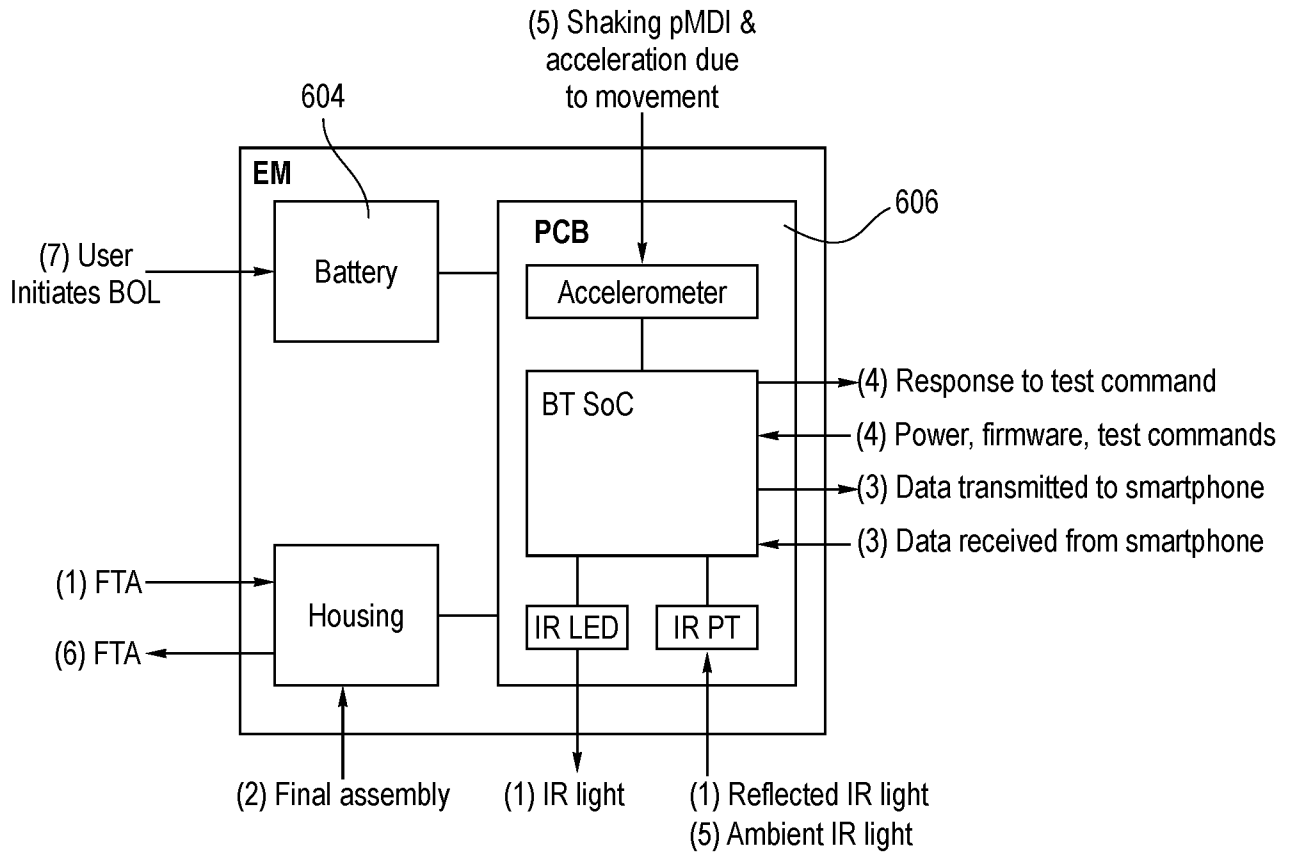 (5) Shaking pMDI &
acceleration due
to movement
604
EM
606
PCB
(7) User
Initiates BOL
Battery
Accelerometer
(4) Response to test command
BT SoC
(4) Power, firmware, test commands
(3) Data transmitted to smartphone
(3) Data received from smartphone
(1) FTA
Housing
IR LED
IR PT
(6) FTA
(2) Final assembly
(1) IR light
(1) Reflected IR light
(5) Ambient IR light